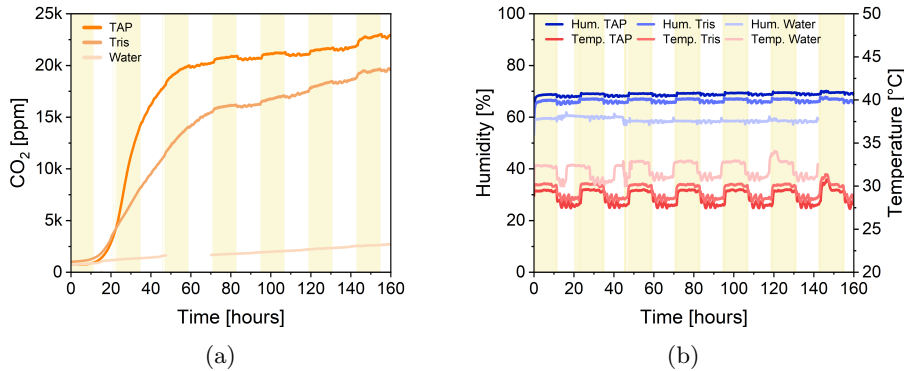 25k
20k
15k
10k
5k
0
CO₂ [ppm]
TAP
Tris
Water
0 20 40 60 80 100 120 140 160
Time [hours]
(a)
100
80
60
40
20
0
Humidity [%]
Hum. TAP Hum. Tris Hum. Water
Temp. TAP Temp. Tris Temp. Water
50
45
40
35
30
25
20
Temperature [°C]
0 20 40 60 80 100 120 140 160
Time [hours]
(b)